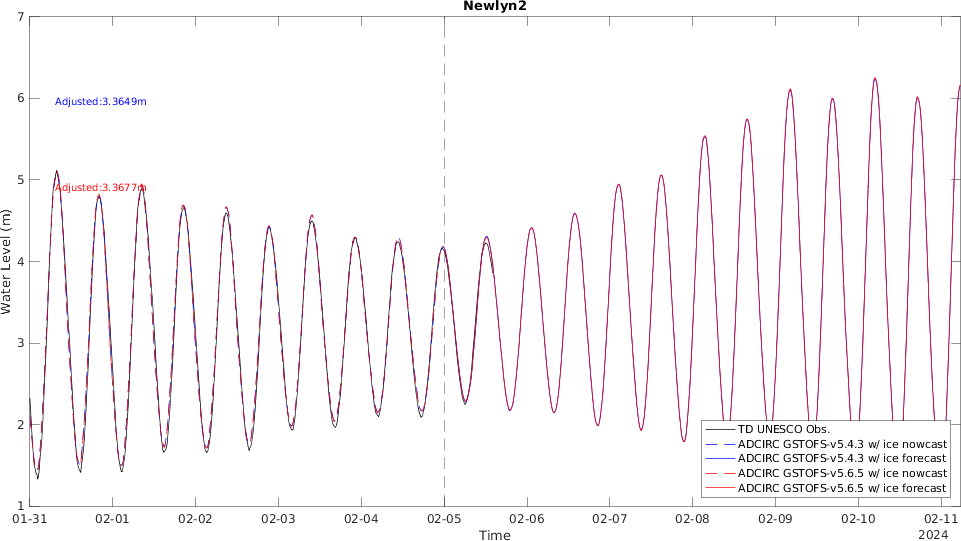 Newlyn2
7
6
5
4
3
2
1
Water Level (m)
Adjusted:3.3649m
Adjusted:3.3677m
TD UNESCO Obs.
ADCIRC GSTOFS-v5.4.3 w/ ice nowcast
ADCIRC GSTOFS-v5.4.3 w/ ice forecast
ADCIRC GSTOFS-v5.6.5 w/ ice nowcast
ADCIRC GSTOFS-v5.6.5 w/ ice forecast
01-31 02-01 02-02 02-03 02-04 02-05 02-06 02-07 02-08 02-09 02-10 02-11
Time
2024